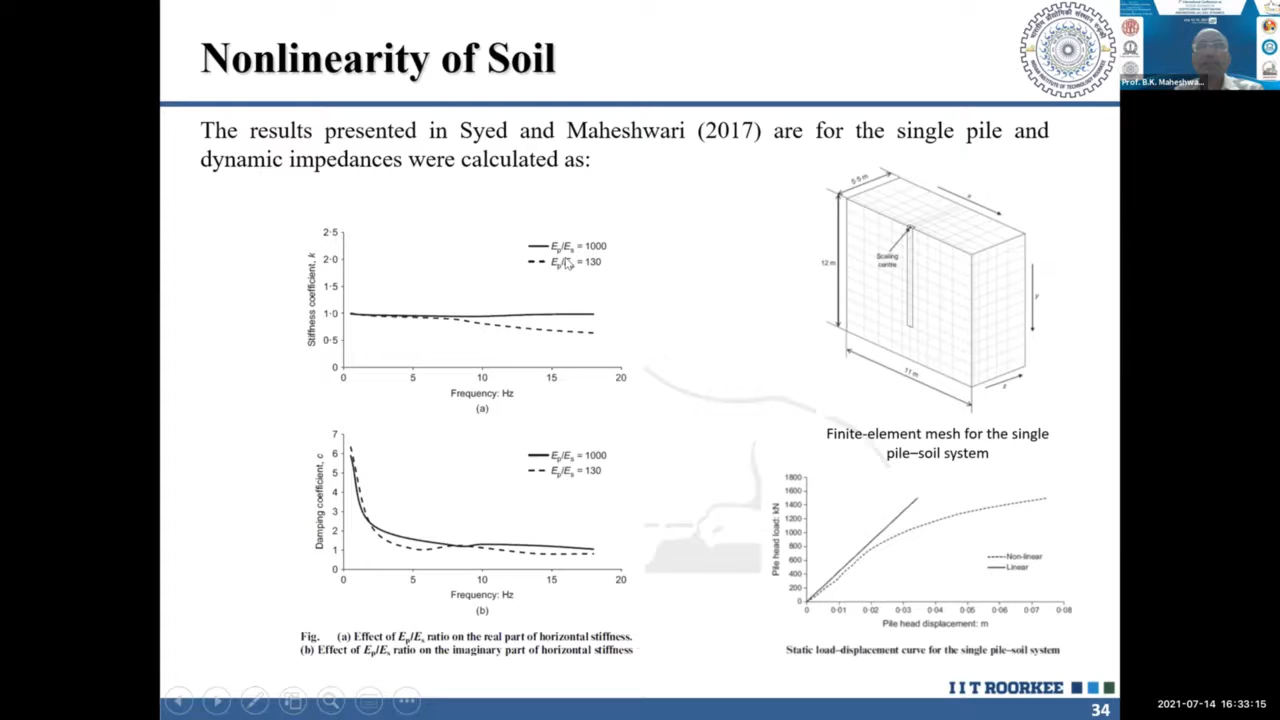 Nonlinearity of Soil
Prof. B.K. Maheshwa...
The results presented in Syed and Maheshwari (2017) are for the single pile and
dynamic impedances were calculated as:
2·5
2·0
1·5
1·0
0·5
0
Stiffness coefficient, k
Ep/Es = 1000
Ep/ = 130
0 5 10 15 20
Frequency: Hz
(a)
7
6
5
4
3
2
1
0
Damping coefficient, c
Ep/Es = 1000
Ep/Es = 130
0 5 10 15 20
Frequency: Hz
(b)
Fig. (a) Effect of Ep/Es ratio on the real part of horizontal stiffness.
(b) Effect of Ep/Es ratio on the imaginary part of horizontal stiffness
5·5 m
x
Scaling
centre
12 m
y
11 m
z
Finite-element mesh for the single
pile–soil system
1800
1600
1400
1200
1000
800
600
400
200
0
Pile head load: kN
Non-linear
Linear
0 0·01 0·02 0·03 0·04 0·05 0·06 0·07 0·08
Pile head displacement: m
Static load–displacement curve for the single pile–soil system
I I T ROORKEE
34
2021-07-14 16:33:15